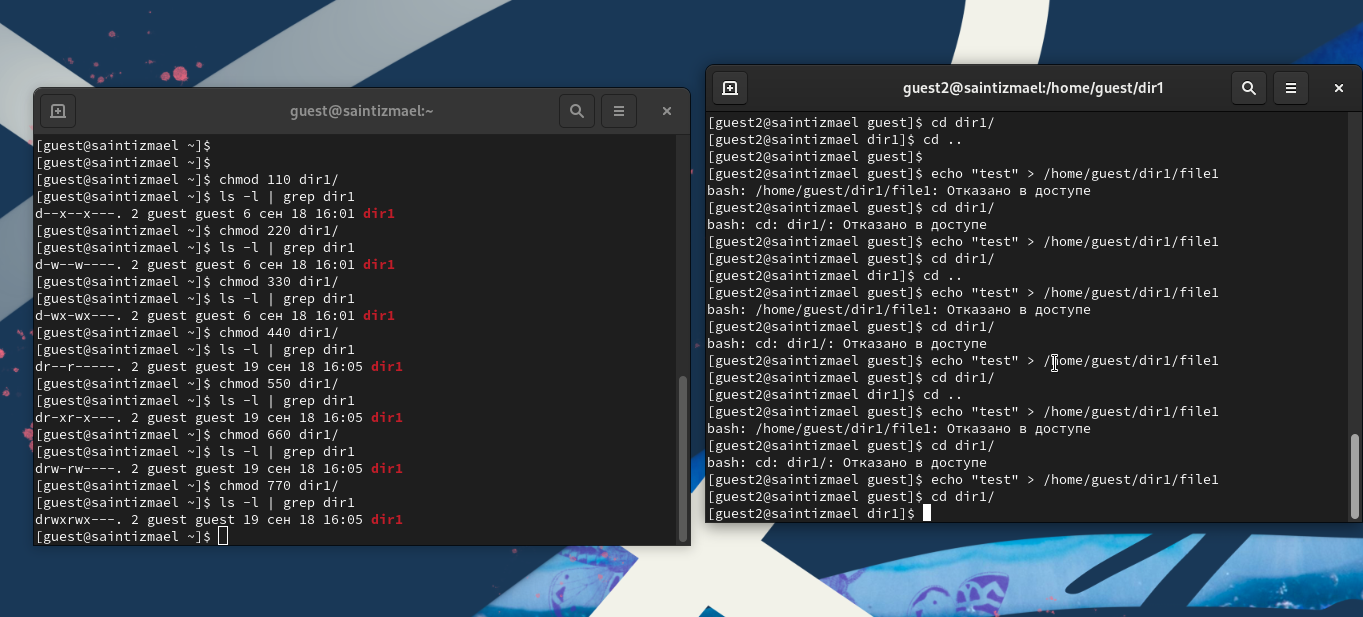 guest@saintizmael:~
[guest@saintizmael ~]$
[guest@saintizmael ~]$
[guest@saintizmael ~]$ chmod 110 dir1/
[guest@saintizmael ~]$ ls -l | grep dir1
d--x--x---. 2 guest guest 6 сен 18 16:01 dir1
[guest@saintizmael ~]$ chmod 220 dir1/
[guest@saintizmael ~]$ ls -l | grep dir1
d-w--w----. 2 guest guest 6 сен 18 16:01 dir1
[guest@saintizmael ~]$ chmod 330 dir1/
[guest@saintizmael ~]$ ls -l | grep dir1
d-wx-wx---. 2 guest guest 6 сен 18 16:01 dir1
[guest@saintizmael ~]$ chmod 440 dir1/
[guest@saintizmael ~]$ ls -l | grep dir1
dr--r-----. 2 guest guest 19 сен 18 16:05 dir1
[guest@saintizmael ~]$ chmod 550 dir1/
[guest@saintizmael ~]$ ls -l | grep dir1
dr-xr-x---. 2 guest guest 19 сен 18 16:05 dir1
[guest@saintizmael ~]$ chmod 660 dir1/
[guest@saintizmael ~]$ ls -l | grep dir1
drw-rw----. 2 guest guest 19 сен 18 16:05 dir1
[guest@saintizmael ~]$ chmod 770 dir1/
[guest@saintizmael ~]$ ls -l | grep dir1
drwxrwx---. 2 guest guest 19 сен 18 16:05 dir1
[guest@saintizmael ~]$
guest2@saintizmael:/home/guest/dir1
[guest2@saintizmael guest]$ cd dir1/
[guest2@saintizmael dir1]$ cd ..
[guest2@saintizmael guest]$
[guest2@saintizmael guest]$ echo "test" > /home/guest/dir1/file1
bash: /home/guest/dir1/file1: Отказано в доступе
[guest2@saintizmael guest]$ cd dir1/
bash: cd: dir1/: Отказано в доступе
[guest2@saintizmael guest]$ echo "test" > /home/guest/dir1/file1
[guest2@saintizmael guest]$ cd dir1/
[guest2@saintizmael dir1]$ cd ..
[guest2@saintizmael guest]$ echo "test" > /home/guest/dir1/file1
bash: /home/guest/dir1/file1: Отказано в доступе
[guest2@saintizmael guest]$ cd dir1/
bash: cd: dir1/: Отказано в доступе
[guest2@saintizmael guest]$ echo "test" > /home/guest/dir1/file1
[guest2@saintizmael guest]$ cd dir1/
[guest2@saintizmael dir1]$ cd ..
[guest2@saintizmael guest]$ echo "test" > /home/guest/dir1/file1
bash: /home/guest/dir1/file1: Отказано в доступе
[guest2@saintizmael guest]$ cd dir1/
bash: cd: dir1/: Отказано в доступе
[guest2@saintizmael guest]$ echo "test" > /home/guest/dir1/file1
[guest2@saintizmael guest]$ cd dir1/
[guest2@saintizmael dir1]$